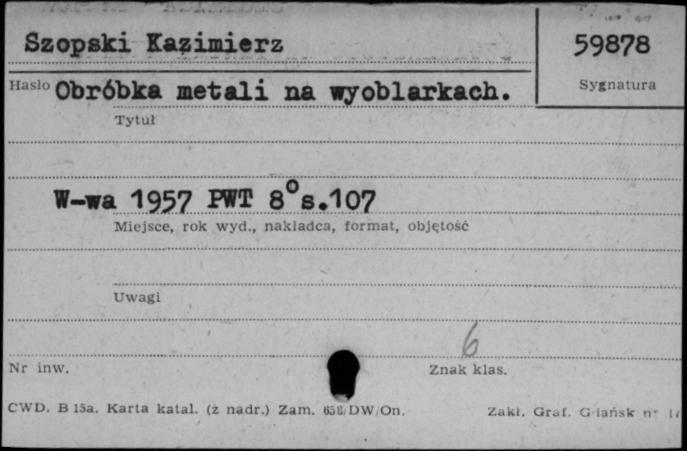 Szopski Kazimierz
59878
Sygnatura
Hasło Obróbka metali na wyoblarkach.
Tytuł
W-wa 1957 PWT 8° s.107
Miejsce, rok wyd., nakładca, format, objętość
Uwagi
6
Nr inw.
Znak klas.
CWD. B 15a. Karta katal. (z nadr.) Zam. 658/DW/On.
Zakł. Graf. Gdańsk nr